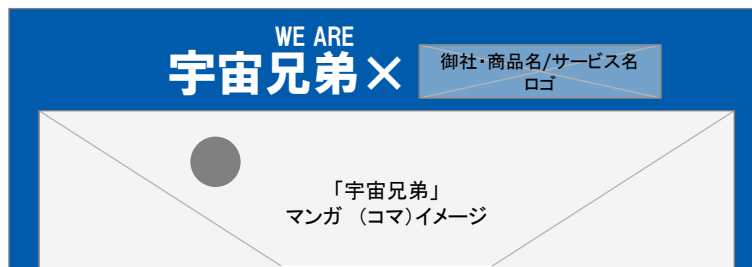 WE ARE
宇宙兄弟×
御社・商品名/サービス名
ロゴ
「宇宙兄弟」
マンガ （コマ）イメージ